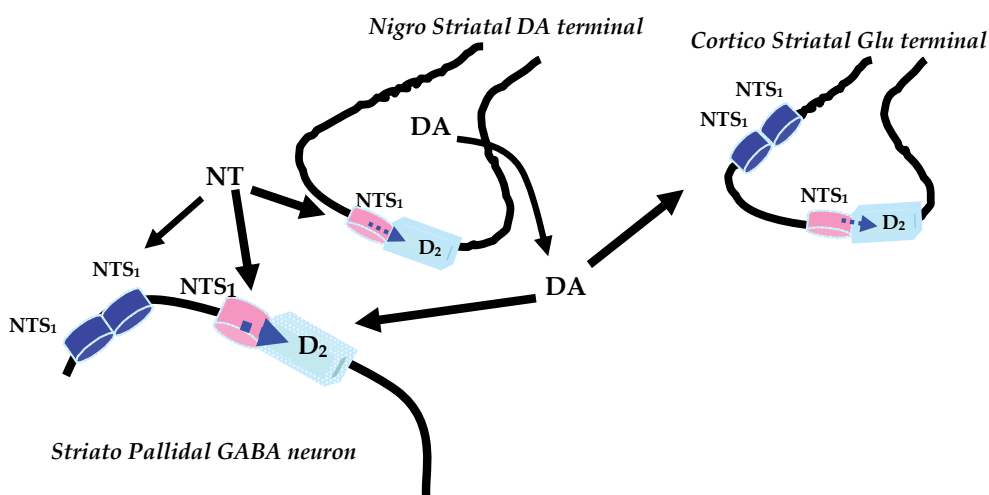 Nigro Striatal DA terminal
Cortico Striatal Glu terminal
NTS1
NTS1
DA
NT
NTS1
NTS1
D2
D2
NTS1
NTS1
DA
NTS1
D2
Striato Pallidal GABA neuron